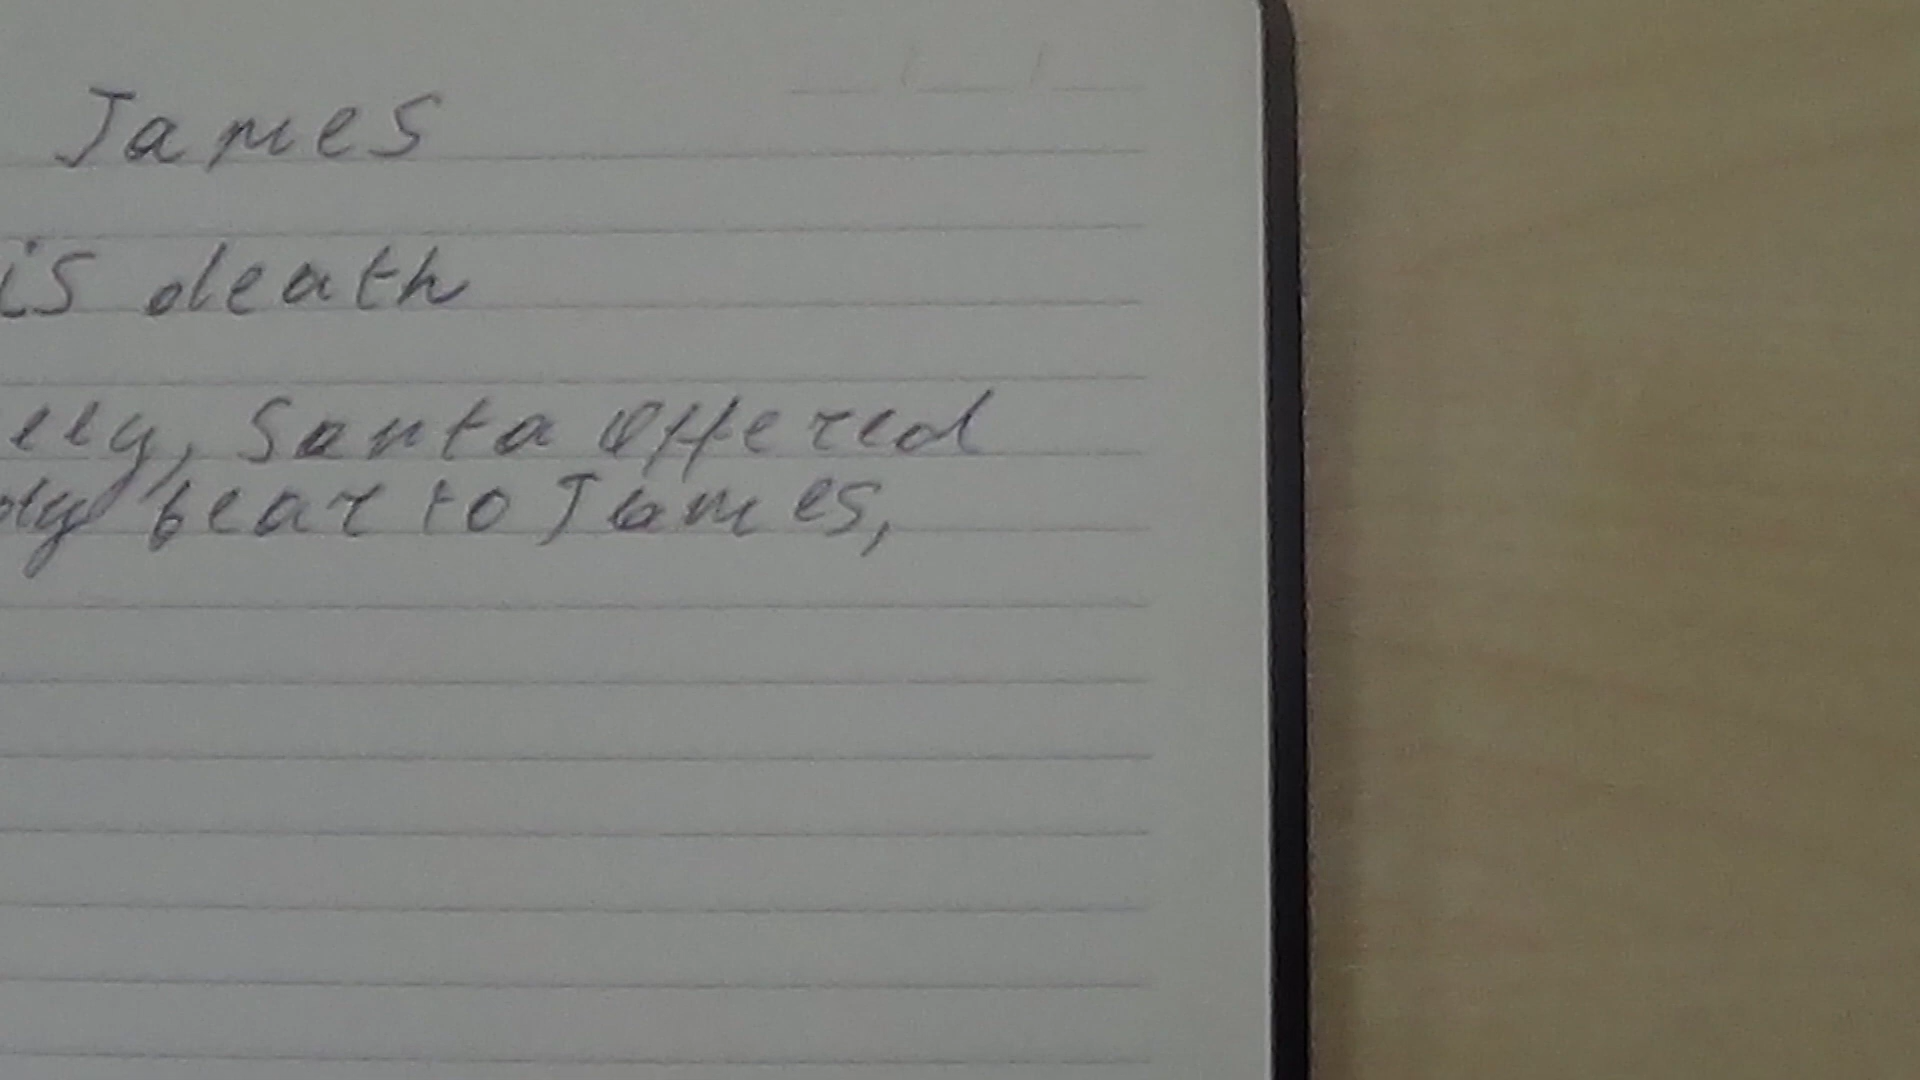 James
is death
Santa offered
bear to James,